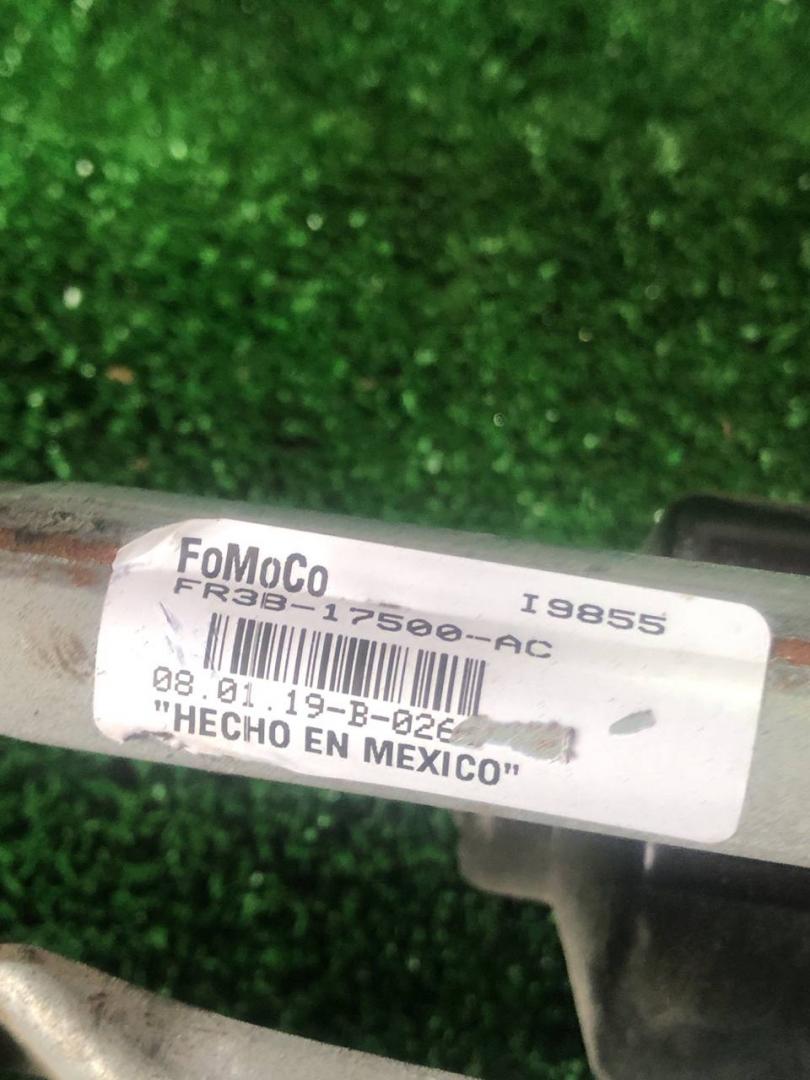 FoMoCo
FR3B-17500-AC I9855
08.01.19-B-026
"HECHO EN MEXICO"